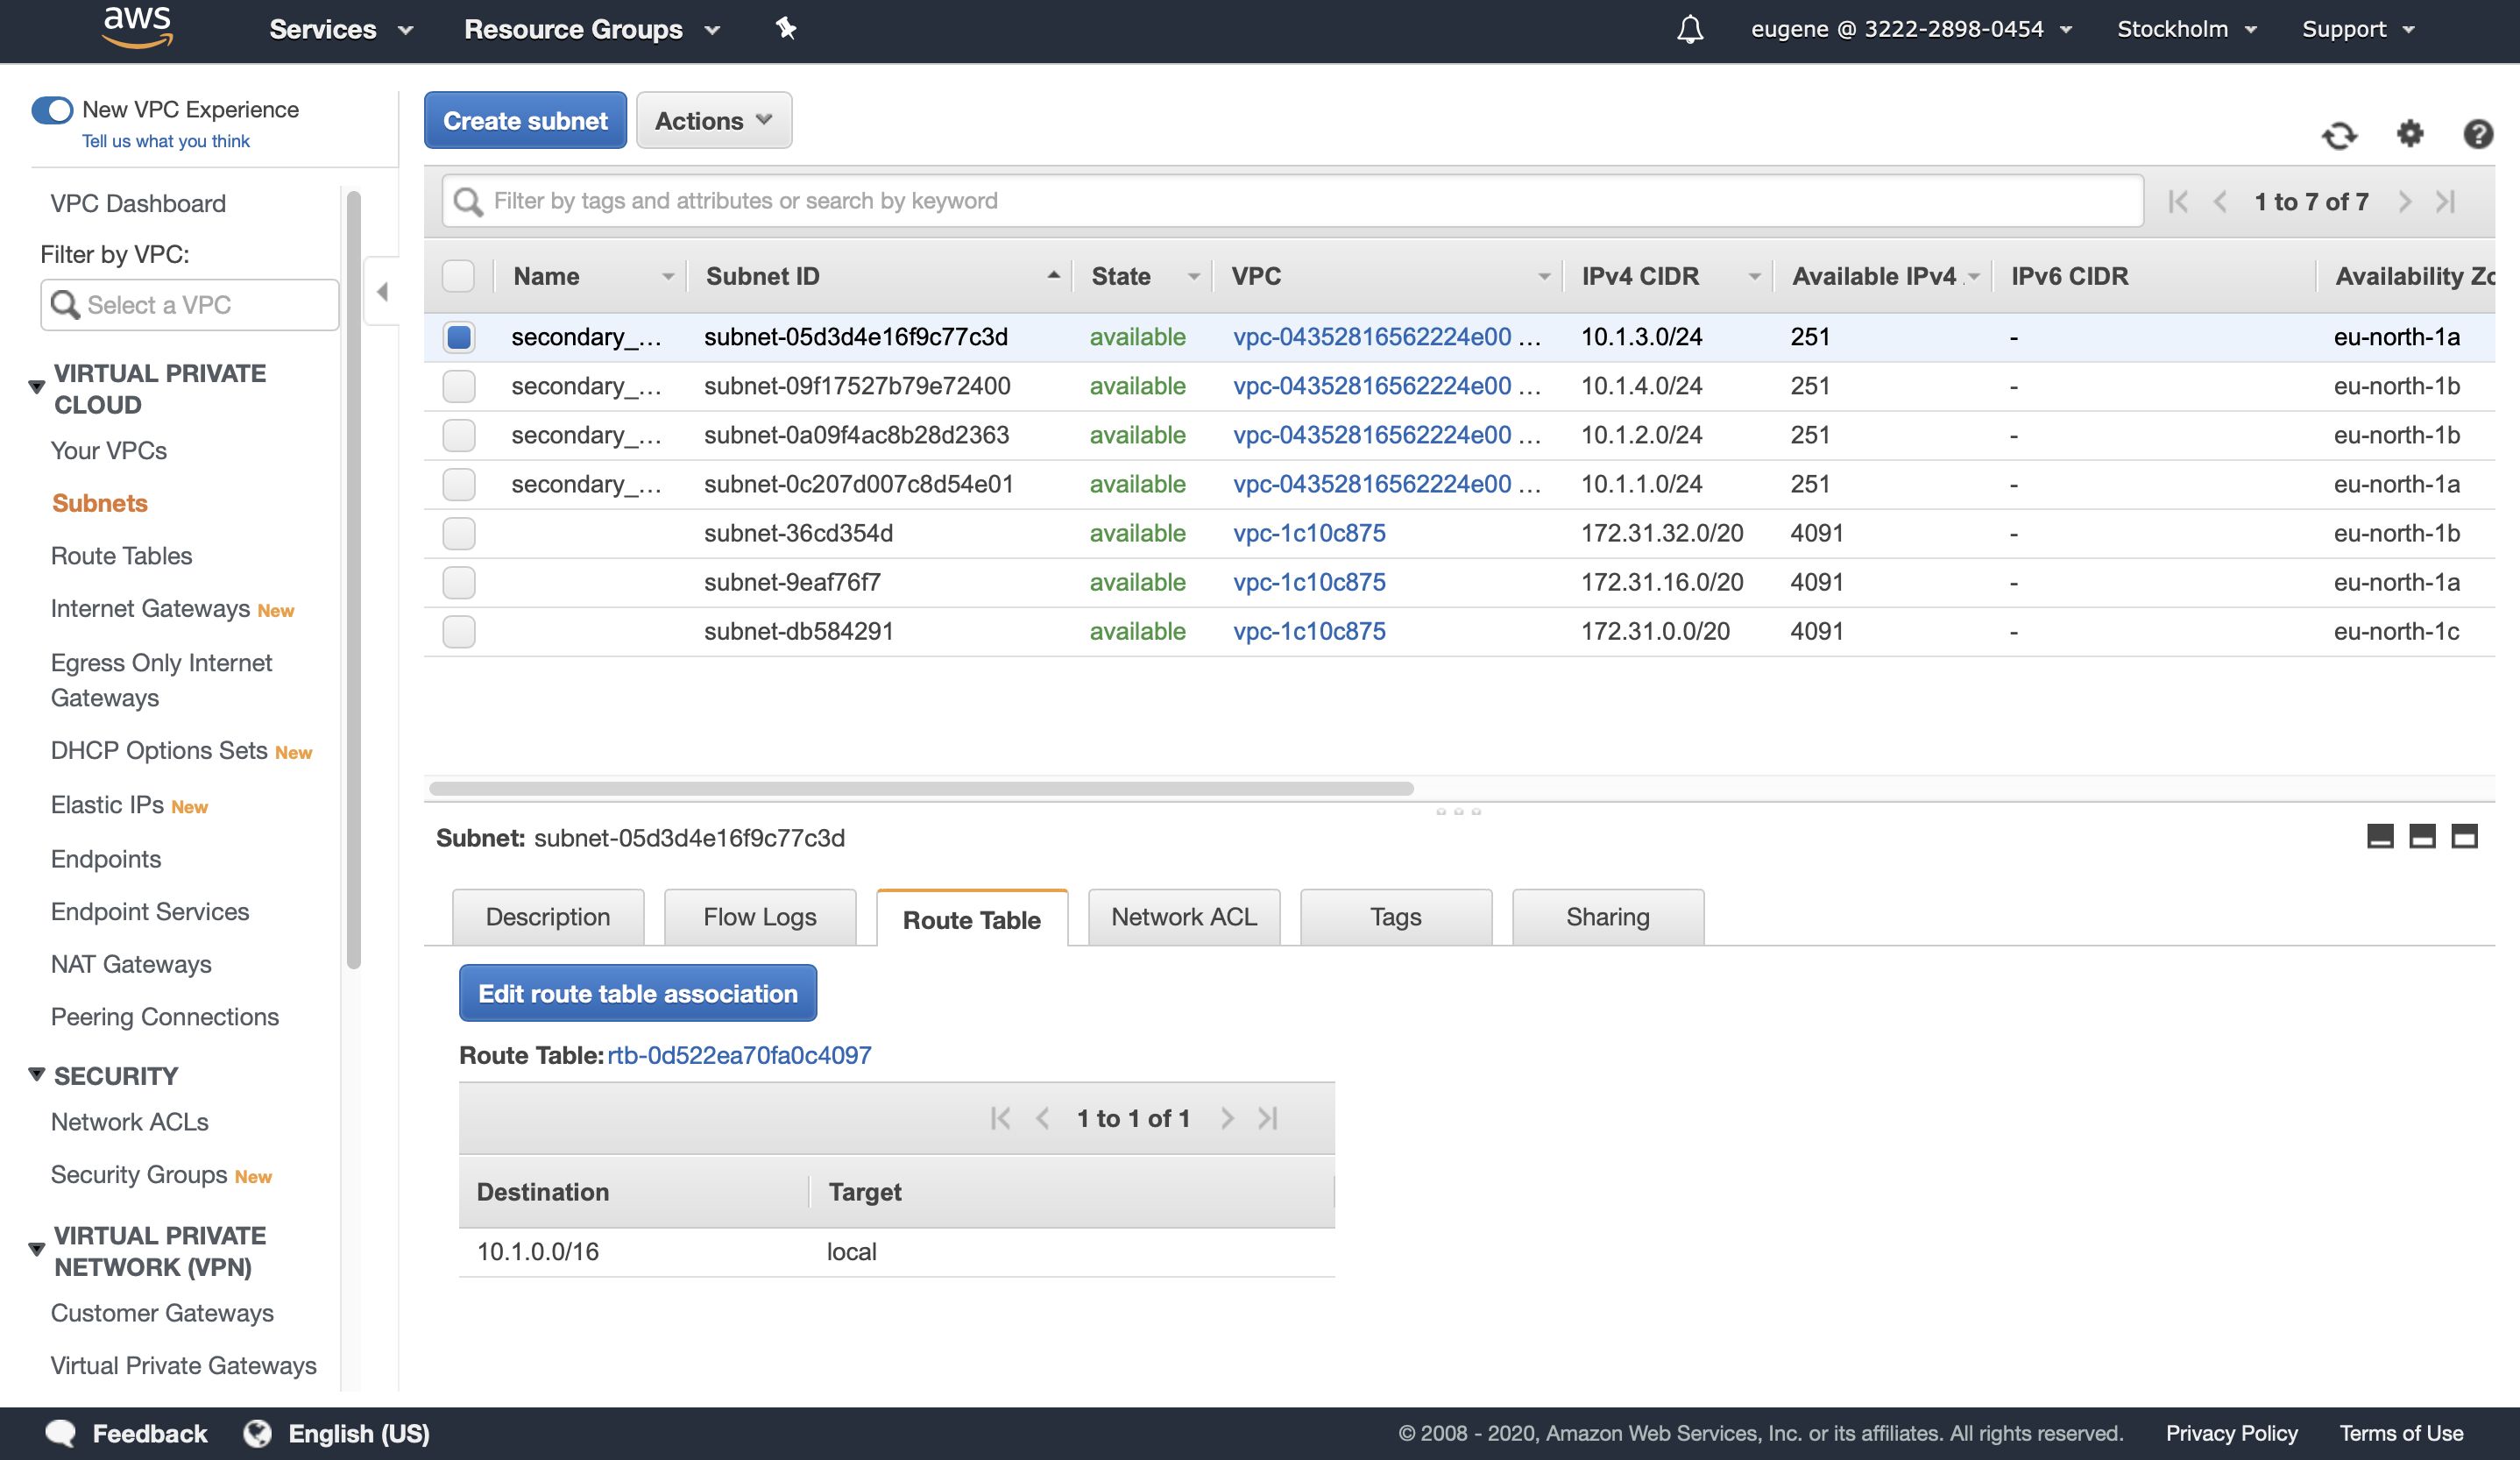 aws Services Resource Groups eugene @ 3222-2898-0454 Stockholm Support
New VPC Experience
Tell us what you think
VPC Dashboard
Filter by VPC:
Select a VPC
VIRTUAL PRIVATE
CLOUD
Your VPCs
Subnets
Route Tables
Internet Gateways New
Egress Only Internet
Gateways
DHCP Options Sets New
Elastic IPs New
Endpoints
Endpoint Services
NAT Gateways
Peering Connections
SECURITY
Network ACLs
Security Groups New
VIRTUAL PRIVATE
NETWORK (VPN)
Customer Gateways
Virtual Private Gateways
Create subnet Actions
Filter by tags and attributes or search by keyword 1 to 7 of 7
Name Subnet ID State VPC IPv4 CIDR Available IPv4 IPv6 CIDR Availability Zo
secondary_... subnet-05d3d4e16f9c77c3d available vpc-04352816562224e00 ... 10.1.3.0/24 251 - eu-north-1a
secondary_... subnet-09f17527b79e72400 available vpc-04352816562224e00 ... 10.1.4.0/24 251 - eu-north-1b
secondary_... subnet-0a09f4ac8b28d2363 available vpc-04352816562224e00 ... 10.1.2.0/24 251 - eu-north-1b
secondary_... subnet-0c207d007c8d54e01 available vpc-04352816562224e00 ... 10.1.1.0/24 251 - eu-north-1a
subnet-36cd354d available vpc-1c10c875 172.31.32.0/20 4091 - eu-north-1b
subnet-9eaf76f7 available vpc-1c10c875 172.31.16.0/20 4091 - eu-north-1a
subnet-db584291 available vpc-1c10c875 172.31.0.0/20 4091 - eu-north-1c
Subnet: subnet-05d3d4e16f9c77c3d
Description Flow Logs Route Table Network ACL Tags Sharing
Edit route table association
Route Table: rtb-0d522ea70fa0c4097
1 to 1 of 1
Destination Target
10.1.0.0/16 local
Feedback English (US) © 2008 - 2020, Amazon Web Services, Inc. or its affiliates. All rights reserved. Privacy Policy Terms of Use